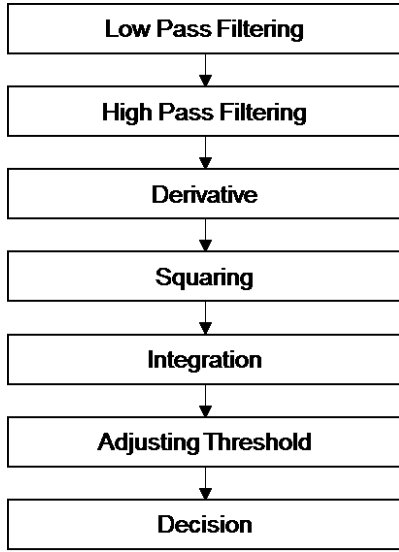 Low Pass Filtering
High Pass Filtering
Derivative
Squaring
Integration
Adjusting Threshold
Decision